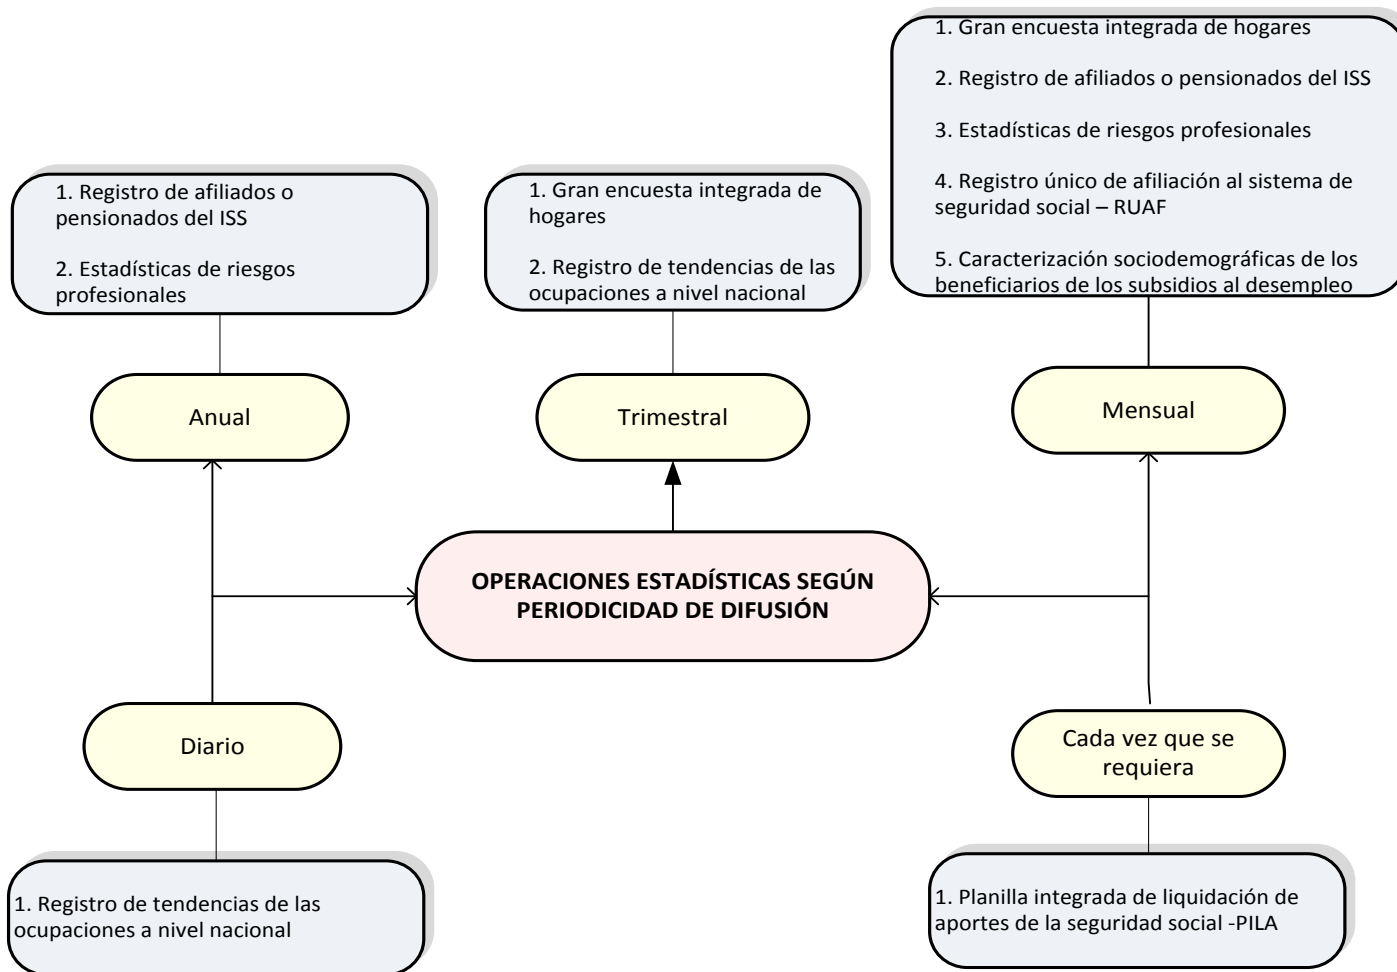 1. Registro de afiliados o
pensionados del ISS
2. Estadísticas de riesgos
profesionales
1. Gran encuesta integrada de
hogares
2. Registro de tendencias de las
ocupaciones a nivel nacional
1. Gran encuesta integrada de hogares
2. Registro de afiliados o pensionados del ISS
3. Estadísticas de riesgos profesionales
4. Registro único de afiliación al sistema de
seguridad social – RUAF
5. Caracterización sociodemográficas de los
beneficiarios de los subsidios al desempleo
Anual
Trimestral
Mensual
OPERACIONES ESTADÍSTICAS SEGÚN
PERIODICIDAD DE DIFUSIÓN
Diario
Cada vez que se
requiera
1. Registro de tendencias de las
ocupaciones a nivel nacional
1. Planilla integrada de liquidación de
aportes de la seguridad social -PILA